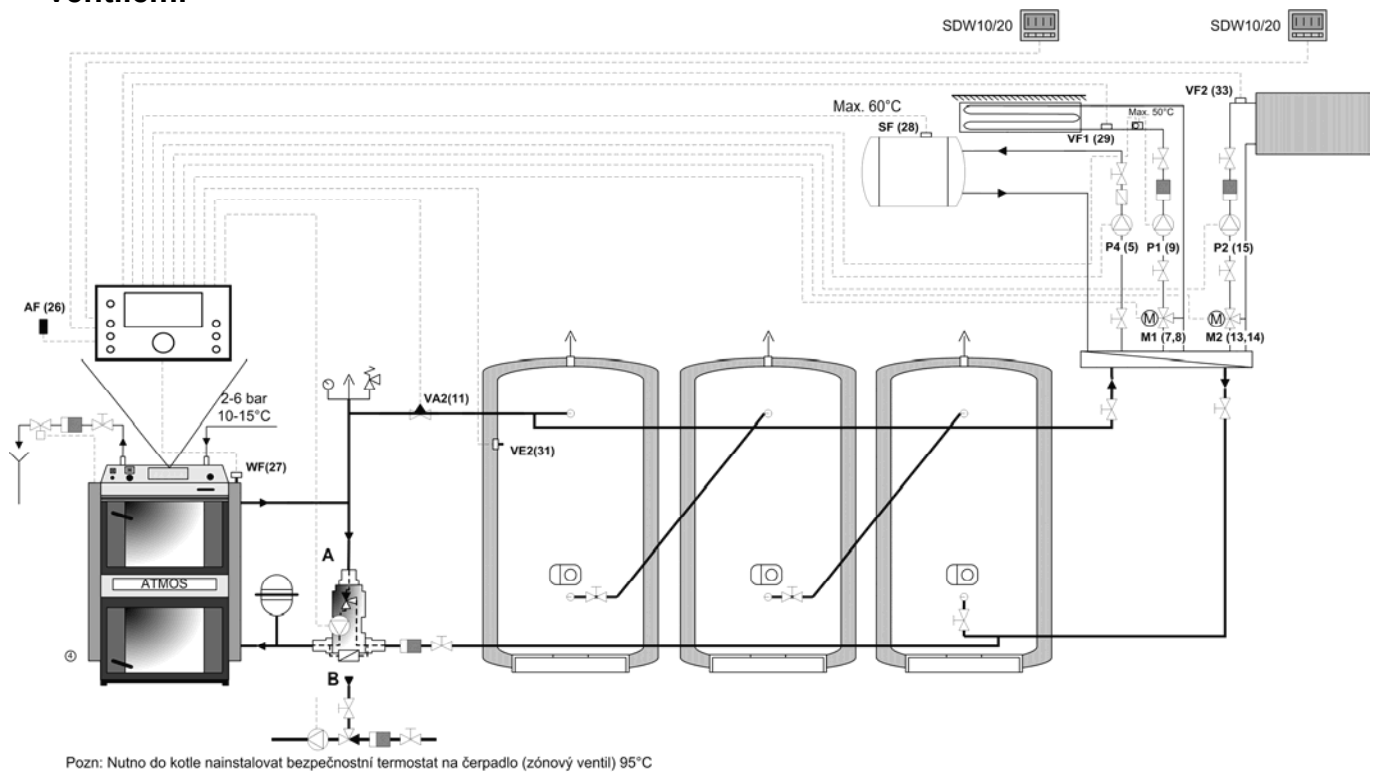 SDW10/20
SDW10/20
VF2 (33)
Max. 60°C
SF (28)
Max. 50°C
VF1 (29)
P4 (5)
P1 (9)
P2 (15)
AF (26)
M
M
M1 (7,8)
M2 (13,14)
2-6 bar
10-15°C
VA2(11)
VE2(31)
WF(27)
A
ATMOS
4
B
Pozn: Nutno do kotle nainstalovat bezpečnostní termostat na čerpadlo (zónový ventil) 95°C